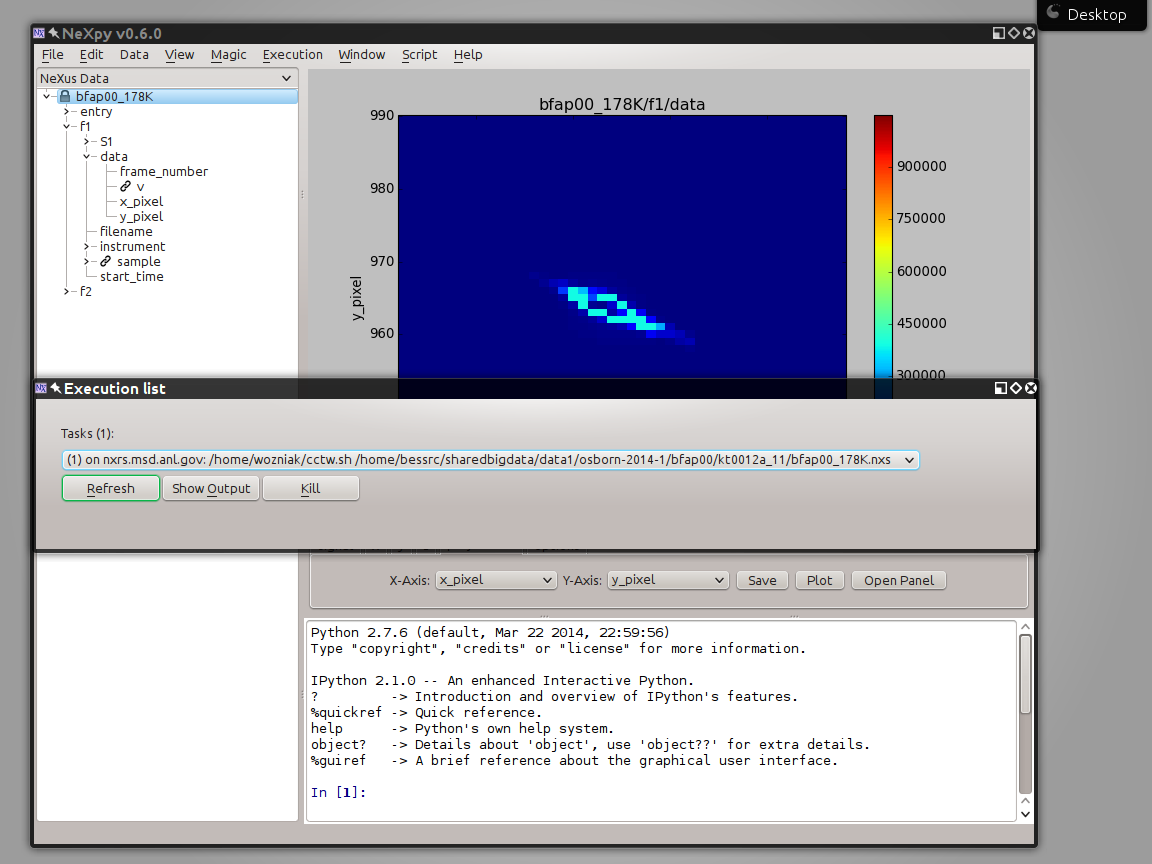 Desktop
NeXpy v0.6.0
File Edit Data View Magic Execution Window Script Help
NeXus Data
bfap00_178K
entry
f1
S1
data
frame_number
v
x_pixel
y_pixel
filename
instrument
sample
start_time
f2
bfap00_178K/f1/data
990
980
970
960
y_pixel
900000
750000
600000
450000
300000
Execution list
Tasks (1):
(1) on nxrs.msd.anl.gov: /home/wozniak/cctw.sh /home/bessrc/sharedbigdata/data1/osborn-2014-1/bfap00/kt0012a_11/bfap00_178K.nxs
Refresh Show Output Kill
X-Axis: x_pixel Y-Axis: y_pixel Save Plot Open Panel
Python 2.7.6 (default, Mar 22 2014, 22:59:56)
Type "copyright", "credits" or "license" for more information.
IPython 2.1.0 -- An enhanced Interactive Python.
? -> Introduction and overview of IPython's features.
%quickref -> Quick reference.
help -> Python's own help system.
object? -> Details about 'object', use 'object??' for extra details.
%guiref -> A brief reference about the graphical user interface.
In [1]: